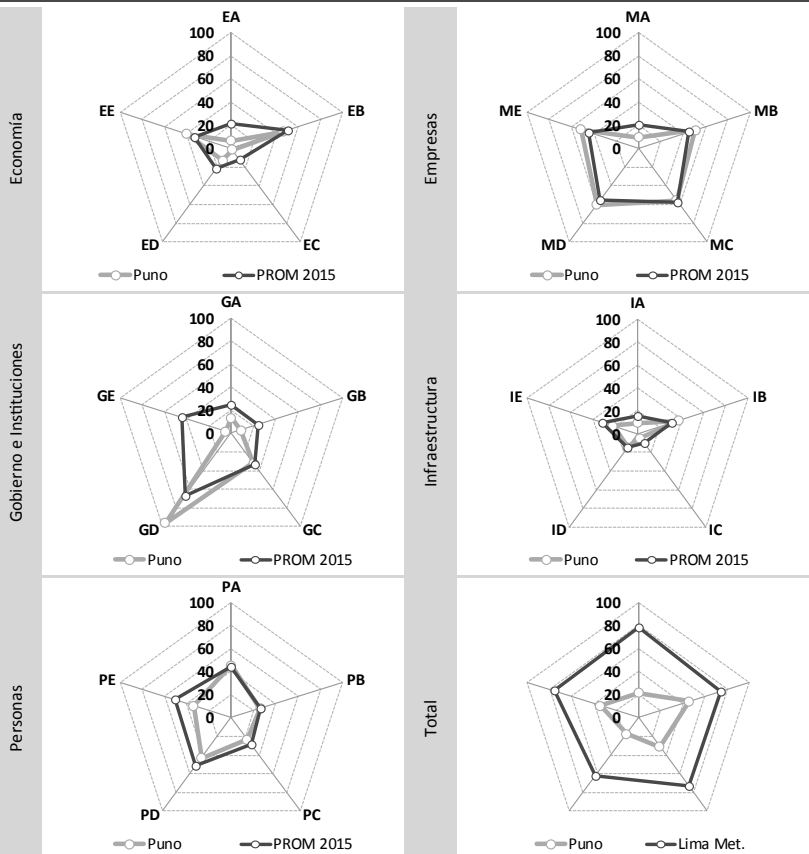 Economía
EA
100
80
60
40
20
0
EB
EC
ED
EE
Puno PROM 2015
Empresas
MA
100
80
60
40
20
0
MB
MC
MD
ME
Puno PROM 2015
Gobierno e Instituciones
GA
100
80
60
40
20
0
GB
GC
GD
GE
Puno PROM 2015
Infraestructura
IA
100
80
60
40
20
0
IB
IC
ID
IE
Puno PROM 2015
Personas
PA
100
80
60
40
20
0
PB
PC
PD
PE
Puno PROM 2015
Total
100
80
60
40
20
0
Puno Lima Met.